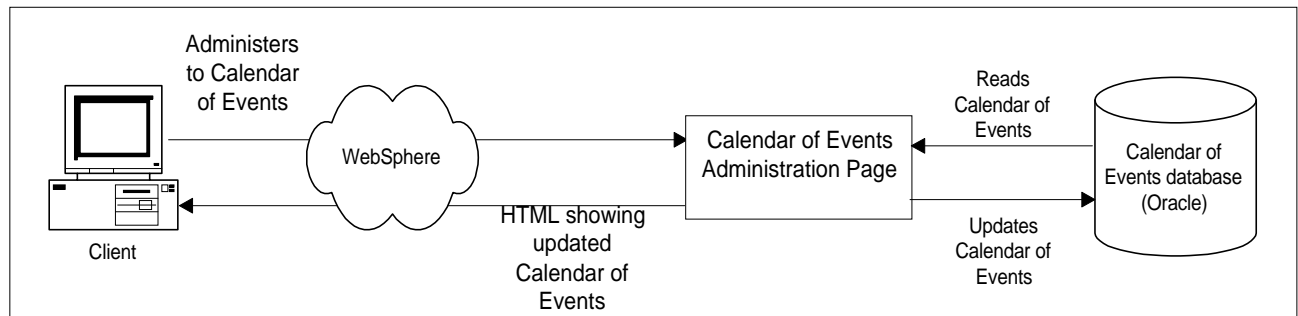 Administers
to Calendar
of Events
Client
WebSphere
HTML showing
updated
Calendar of
Events
Calendar of Events
Administration Page
Reads
Calendar of
Events
Updates
Calendar of
Events
Calendar of
Events database
(Oracle)